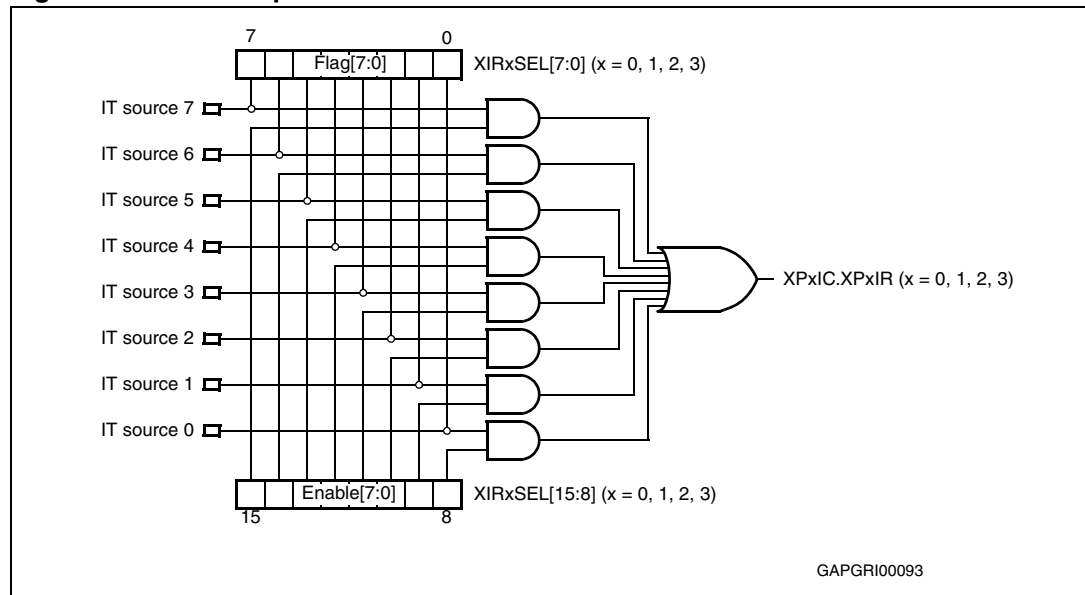 7 0
Flag[7:0] XIRxSEL[7:0] (x = 0, 1, 2, 3)
IT source 7
IT source 6
IT source 5
IT source 4
XPxIC.XPxIR (x = 0, 1, 2, 3)
IT source 3
IT source 2
IT source 1
IT source 0
Enable[7:0] XIRxSEL[15:8] (x = 0, 1, 2, 3)
15 8
GAPGRI00093